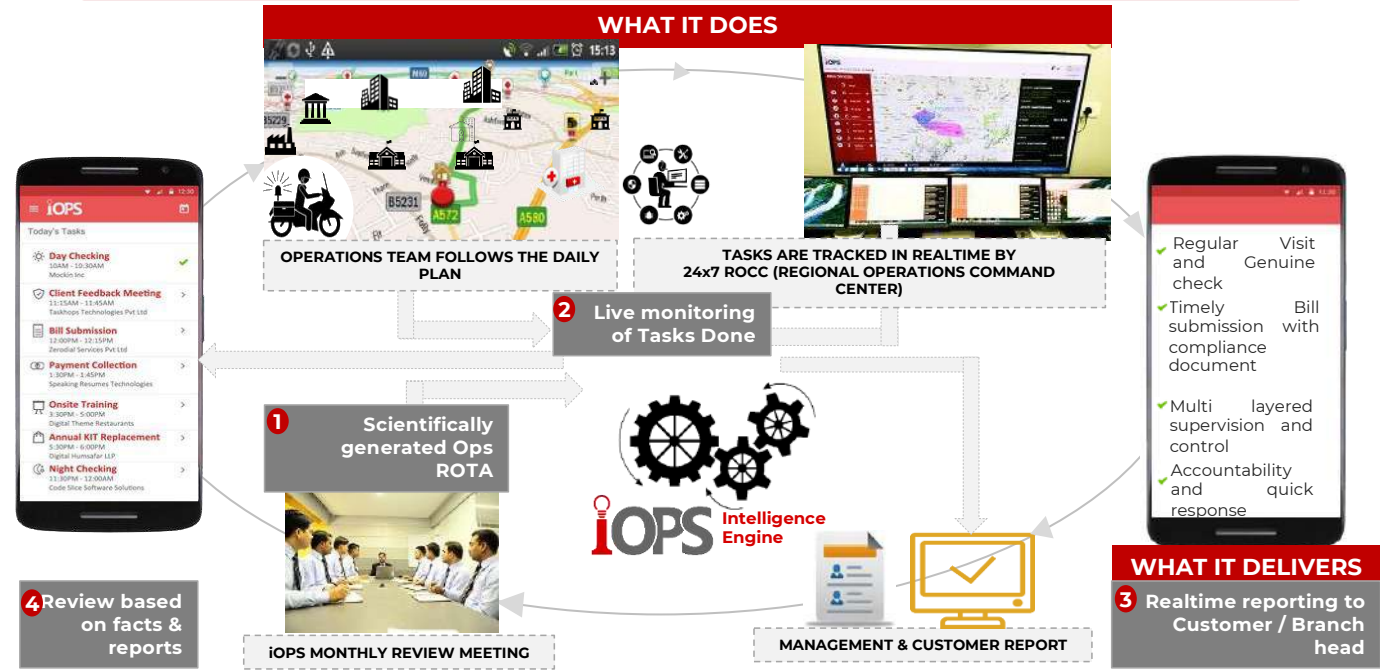 WHAT IT DOES
15:13
M60
B5229
B5231
A572
A580
OPERATIONS TEAM FOLLOWS THE DAILY
PLAN
iOPS
TASKS ARE TRACKED IN REALTIME BY
24x7 ROCC (REGIONAL OPERATIONS COMMAND
CENTER)
2
Live monitoring
of Tasks Done
12:30
iOPS
Today's Tasks
Day Checking
10AM - 10:30AM
Mockin Inc
Client Feedback Meeting
11:15AM - 11:45AM
Taskhops Technologies Pvt Ltd
Bill Submission
12:00PM - 12:15PM
Zerodial Services Pvt Ltd
Payment Collection
1:30PM - 1:45PM
Speaking Resumes Technologies
Onsite Training
3:30PM - 5:00PM
Digital Theme Restaurants
Annual KIT Replacement
5:30PM - 6:00PM
Digital Humsafar LLP
Night Checking
11:30PM - 12:00AM
Code Slice Software Solutions
1
Scientifically
generated Ops
ROTA
iOPS
Intelligence
Engine
Regular Visit
and Genuine
check
Timely Bill
submission with
compliance
document
Multi layered
supervision and
control
Accountability
and quick
response
WHAT IT DELIVERS
3
Realtime reporting to
Customer / Branch
head
4
Review based
on facts &
reports
iOPS MONTHLY REVIEW MEETING
MANAGEMENT & CUSTOMER REPORT